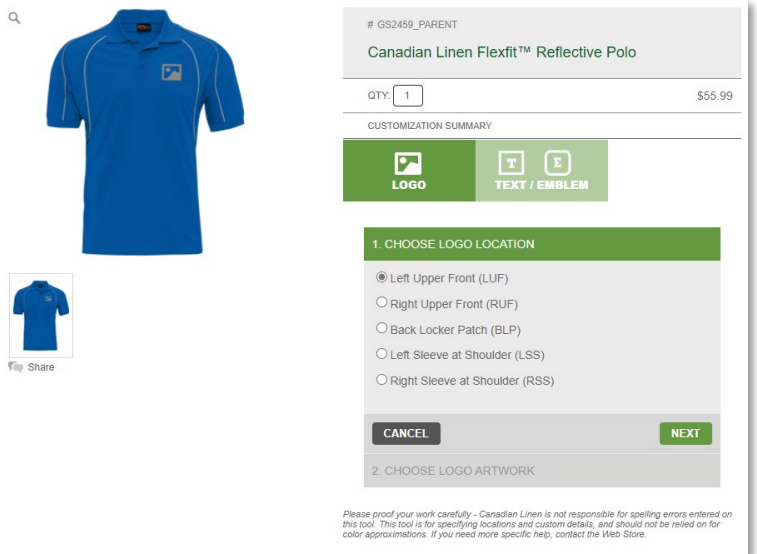 # GS2459_PARENT
Canadian Linen Flexfit™ Reflective Polo
QTY: 1 $55.99
CUSTOMIZATION SUMMARY
LOGO
T E
TEXT / EMBLEM
1. CHOOSE LOGO LOCATION
Left Upper Front (LUF)
Right Upper Front (RUF)
Back Locker Patch (BLP)
Left Sleeve at Shoulder (LSS)
Right Sleeve at Shoulder (RSS)
CANCEL NEXT
2. CHOOSE LOGO ARTWORK
Share
Please proof your work carefully - Canadian Linen is not responsible for spelling errors entered on
this tool. This tool is for specifying locations and custom details, and should not be relied on for
color approximations. If you need more specific help, contact the Web Store.